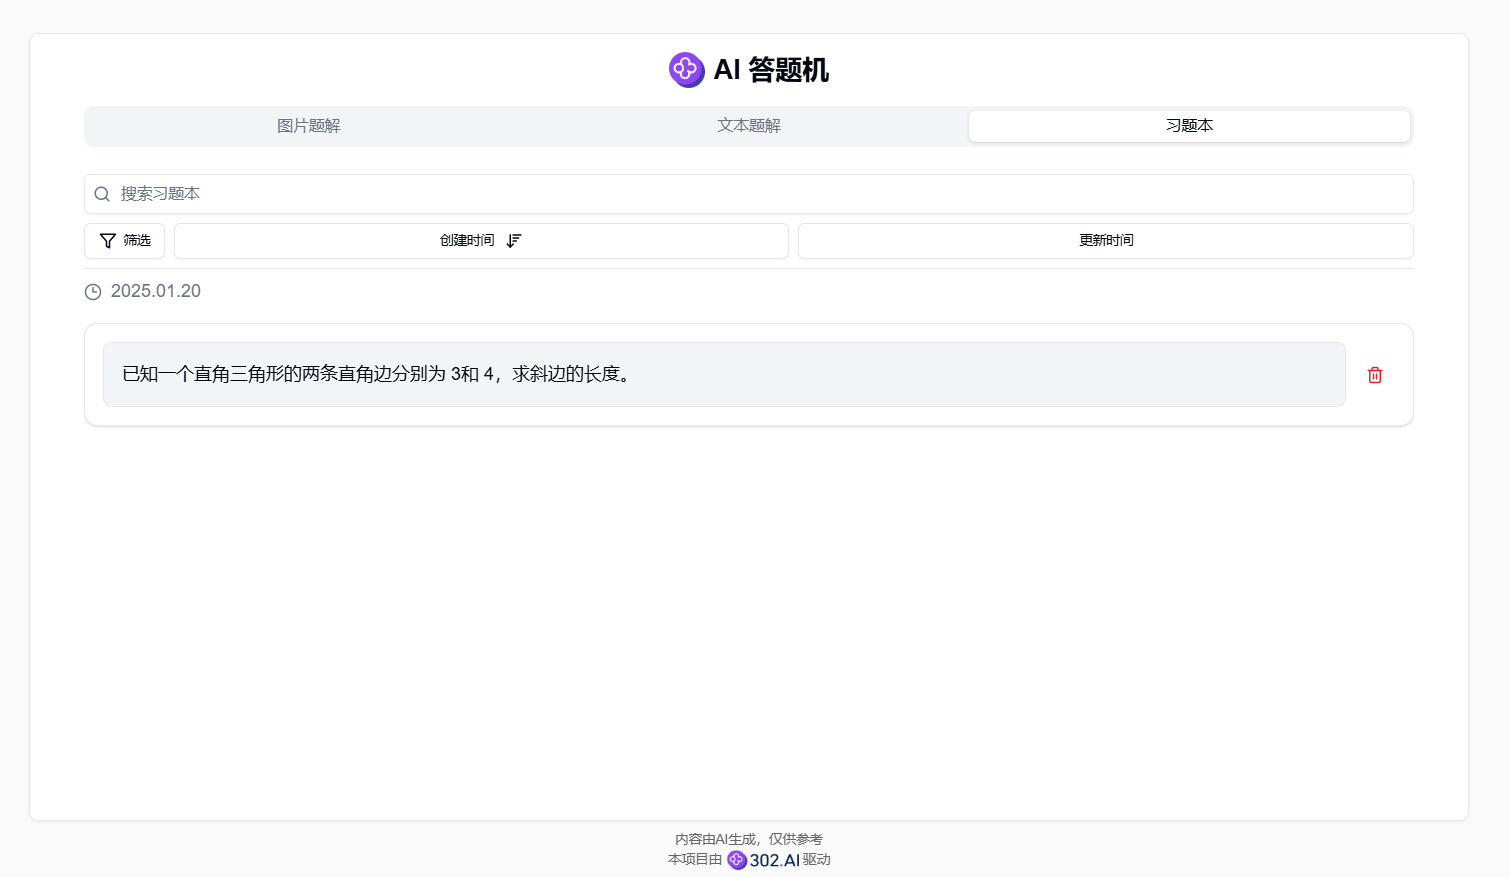 AI 答题机
图片题解
文本题解
习题本
搜索习题本
筛选
创建时间
更新时间
2025.01.20
已知一个直角三角形的两条直角边分别为 3和 4，求斜边的长度。
内容由AI生成，仅供参考
本项目由 302.AI 驱动